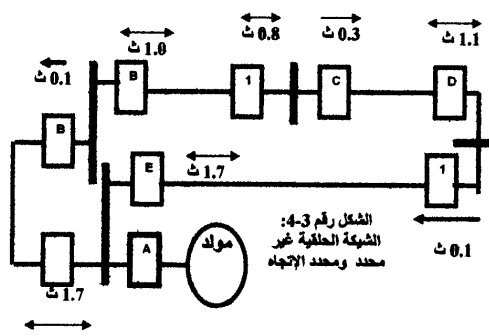 1.0 ث
0.8 ث
0.3 ث
1.1 ث
0.1 ث
B
1
C
D
B
E
1.7 ث
1
الشكل رقم 3-4:
الشبكة الحلقية غير
محدد ومحدد الإتجاه
0.1 ث
A
مولد
1.7 ث